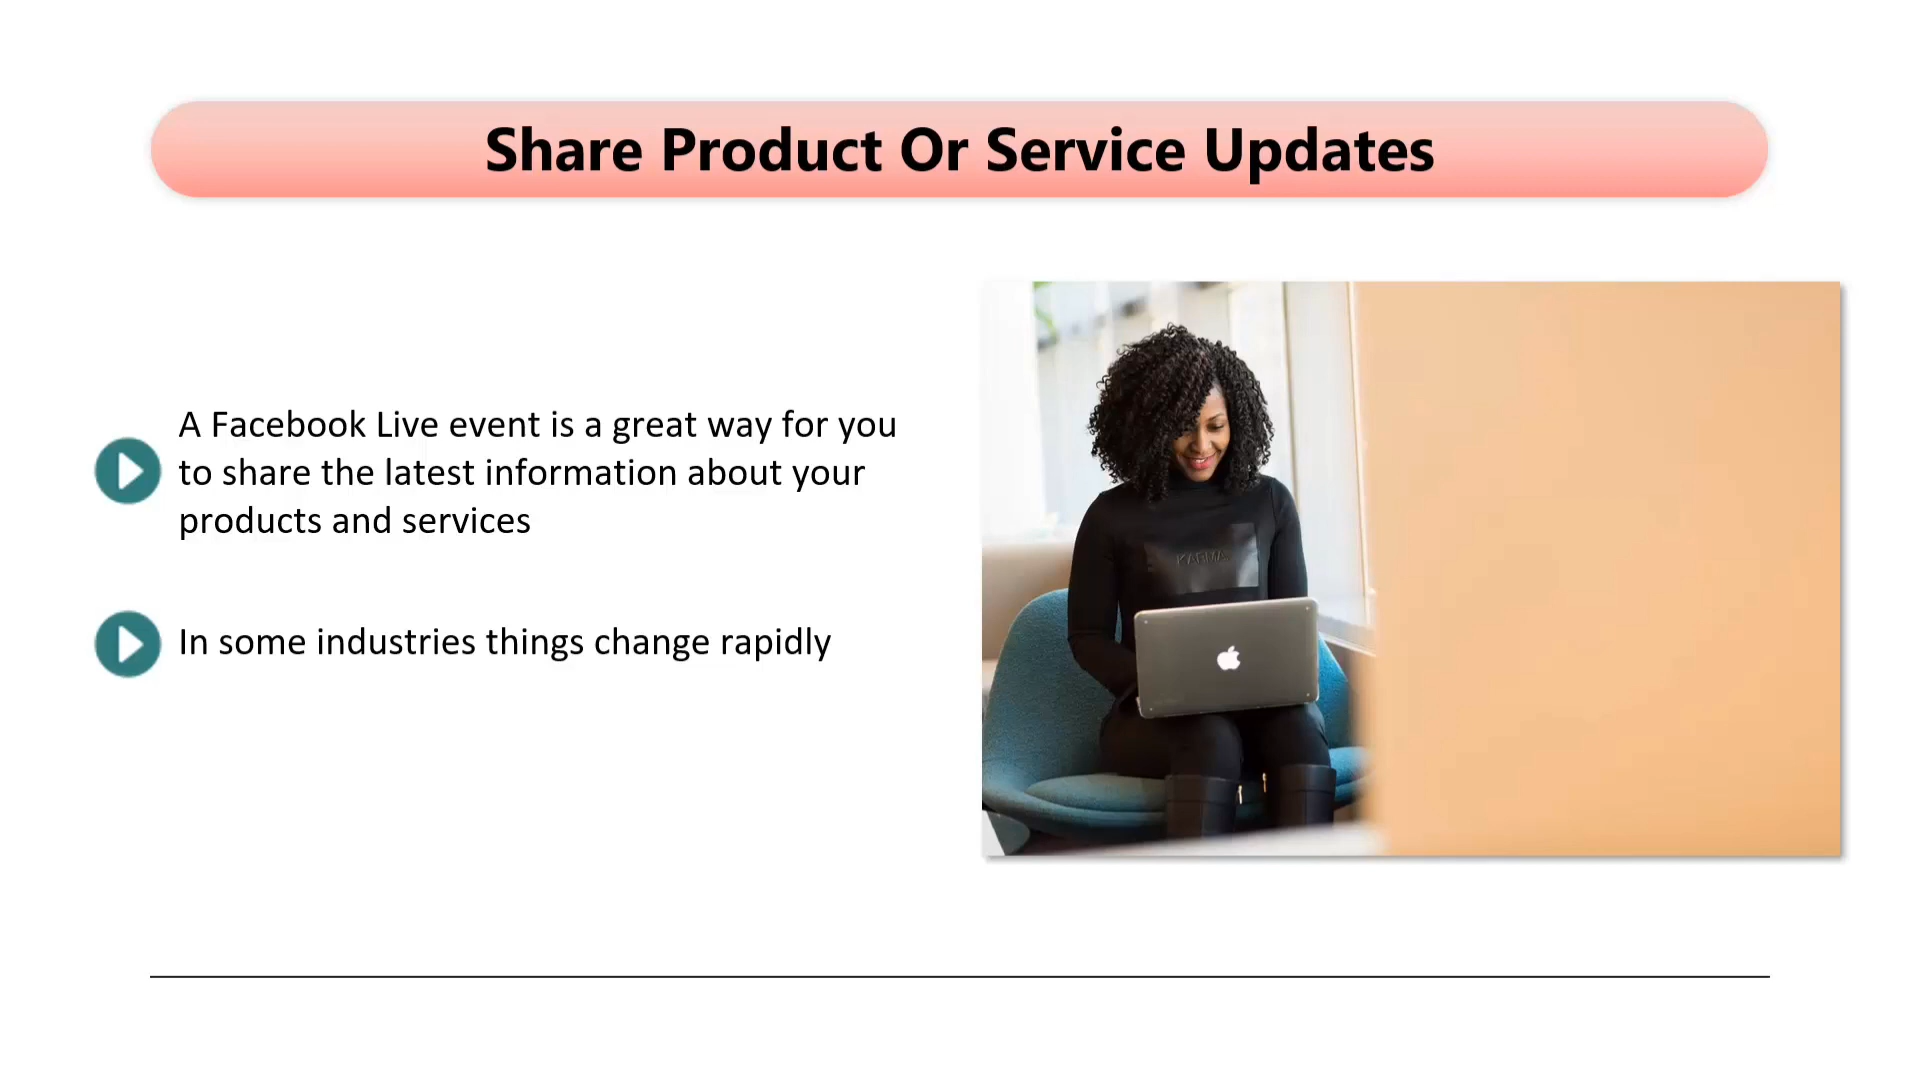 Share Product Or Service Updates
A Facebook Live event is a great way for you
to share the latest information about your
products and services
In some industries things change rapidly
KARMA